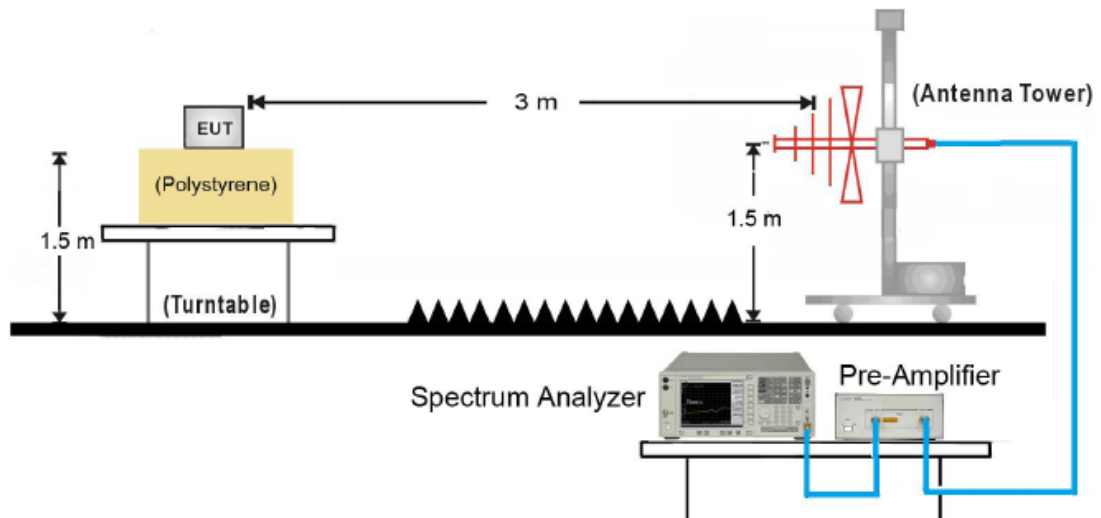 3 m
(Antenna Tower)
EUT
(Polystyrene)
1.5 m
1.5 m
(Turntable)
Spectrum Analyzer
Pre-Amplifier